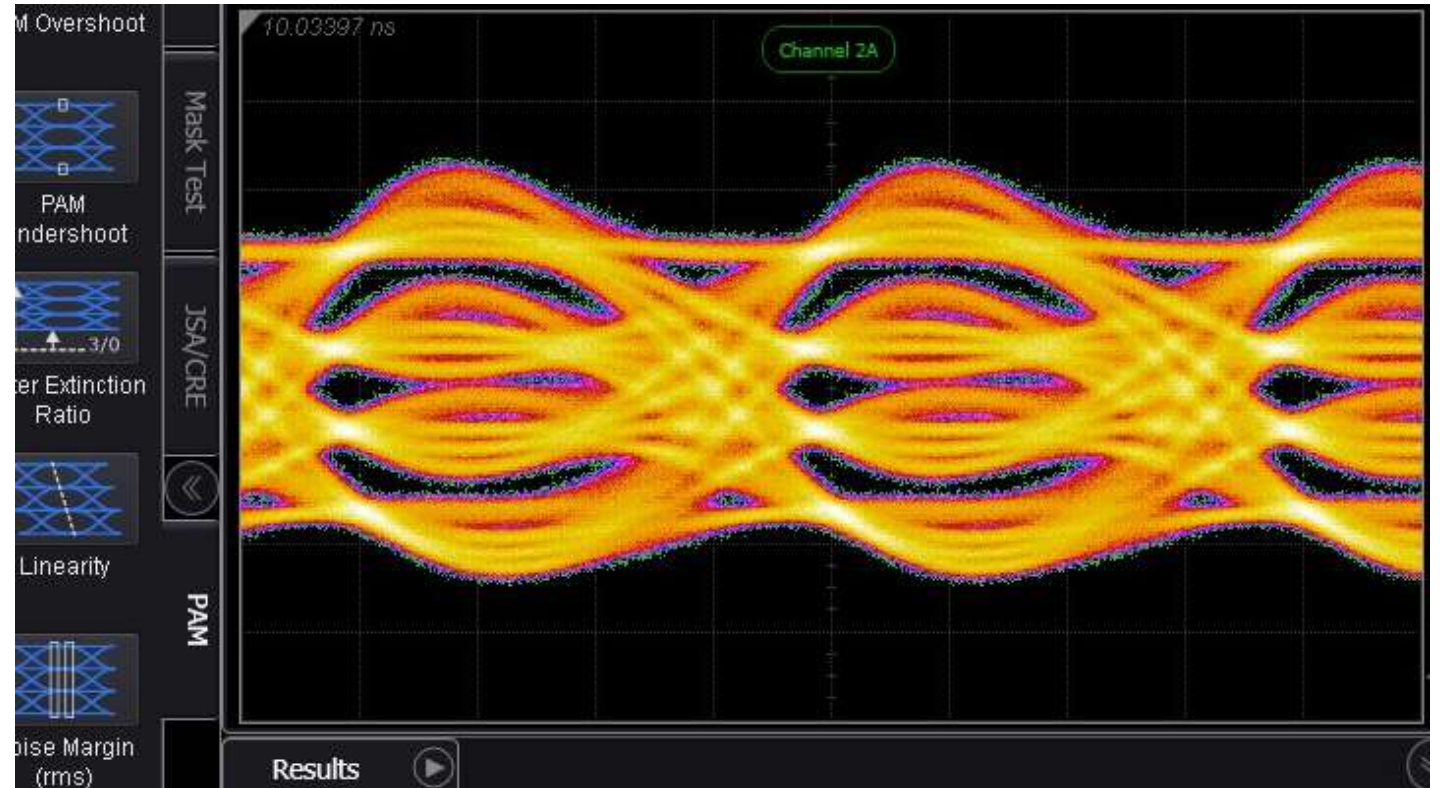 M Overshoot
PAM
ndershoot
3/0
ter Extinction
Ratio
Linearity
oise Margin
(rms)
Mask Test
JSA/CRE
PAM
10.03397 ns
Channel 2A
Results